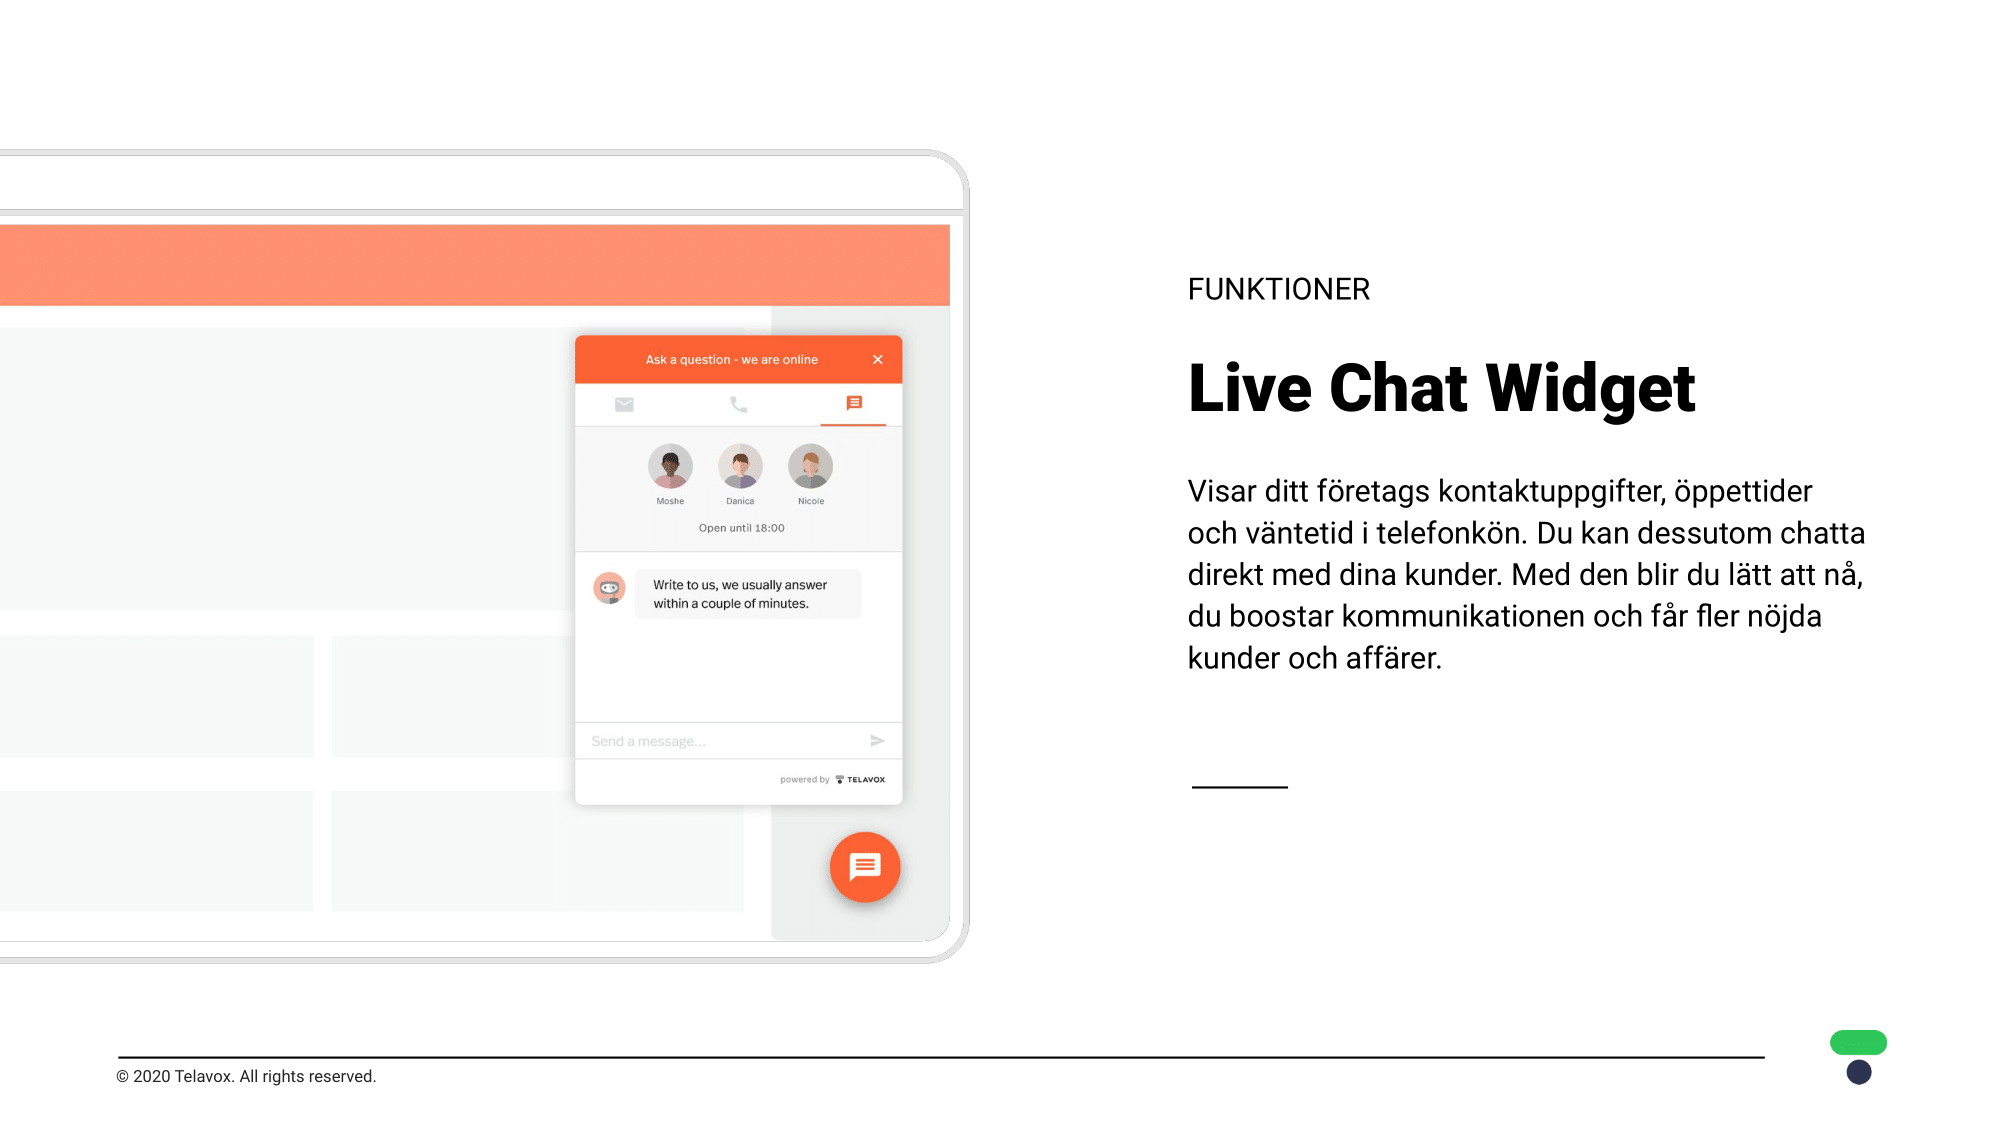 Ask a question - we are online
Moshe
Danica
Nicole
Open until 18:00
Write to us, we usually answer
within a couple of minutes.
Send a message...
powered by TELAVOX
FUNKTIONER
Live Chat Widget
Visar ditt företags kontaktuppgifter, öppettider
och väntetid i telefonkön. Du kan dessutom chatta
direkt med dina kunder. Med den blir du lätt att nå,
du boostar kommunikationen och får fler nöjda
kunder och affärer.
© 2020 Telavox. All rights reserved.